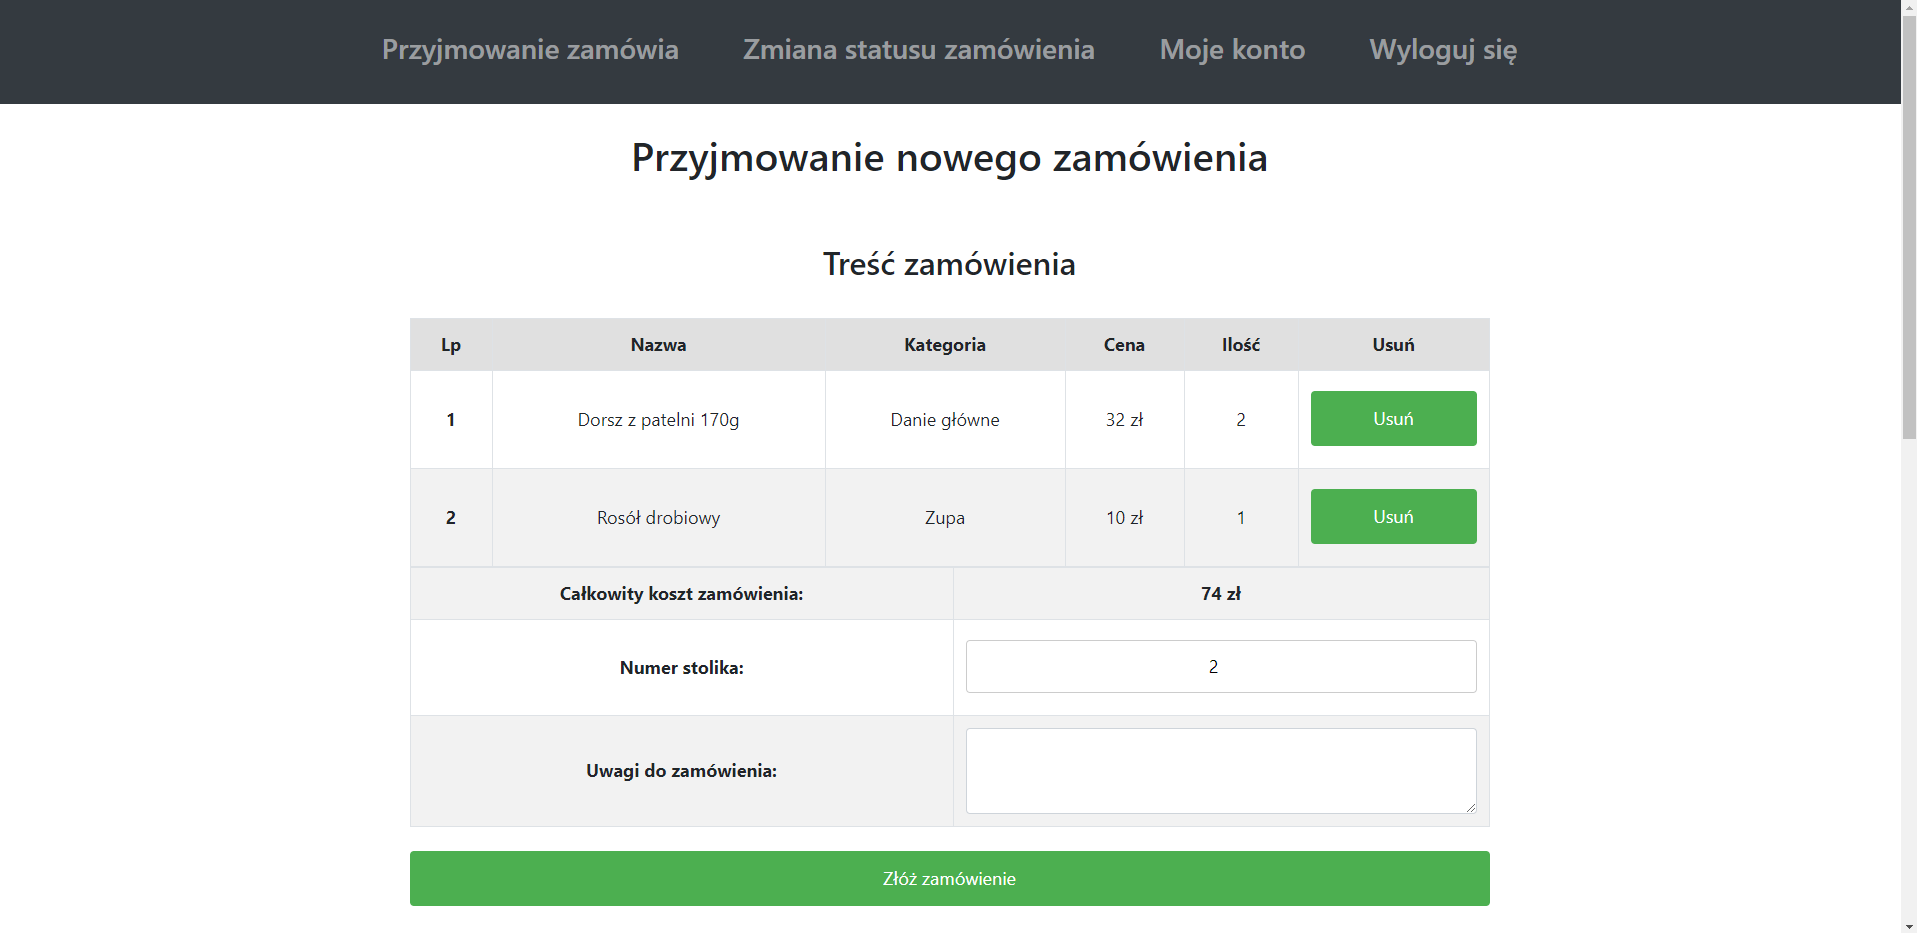 Przyjmowanie zamówia Zmiana statusu zamówienia Moje konto Wyloguj się
Przyjmowanie nowego zamówienia
Treść zamówienia
Lp Nazwa Kategoria Cena Ilość Usuń
1 Dorsz z patelni 170g Danie główne 32 zł 2 Usuń
2 Rosół drobiowy Zupa 10 zł 1 Usuń
Całkowity koszt zamówienia: 74 zł
Numer stolika: 2
Uwagi do zamówienia:
Złóż zamówienie